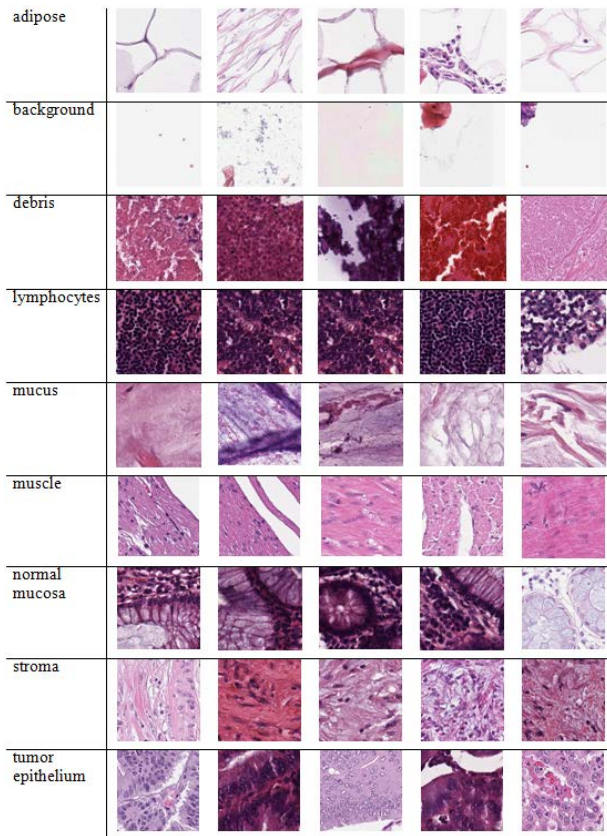 adipose
background
debris
lymphocytes
mucus
muscle
normal
mucosa
stroma
tumor
epithelium